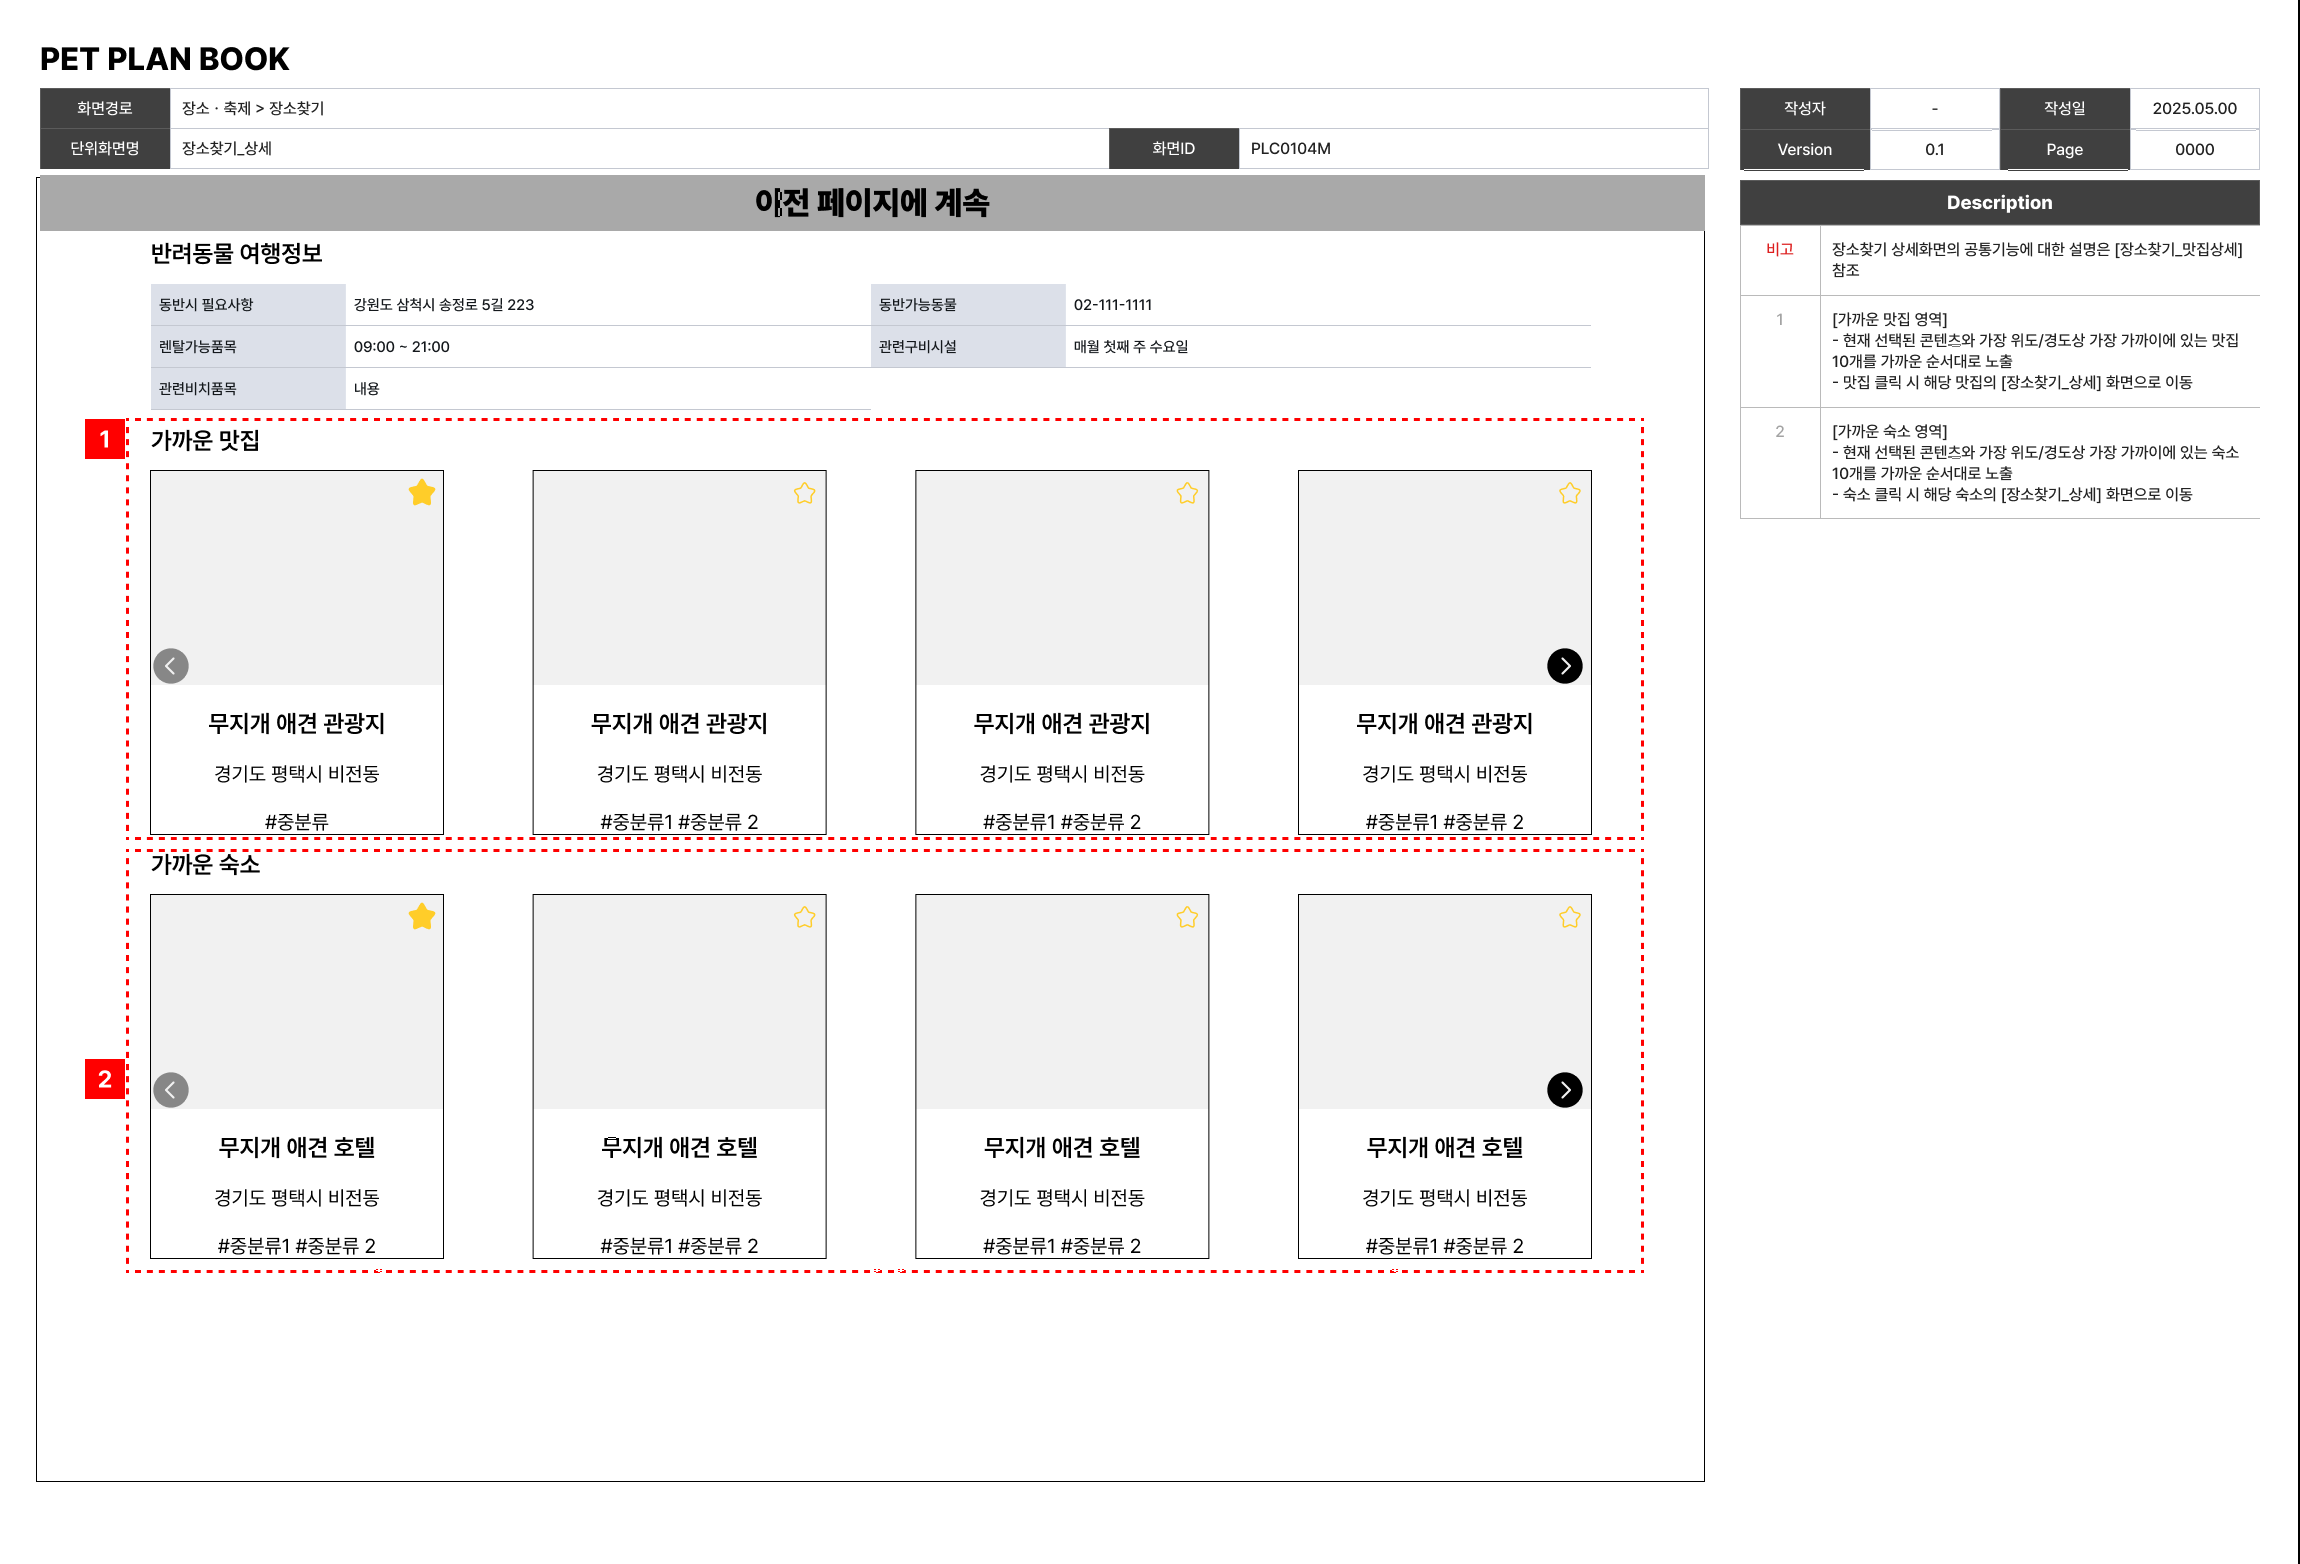 PET PLAN BOOK
화면경로 장소 · 축제 > 장소찾기
단위화면명 장소찾기_상세 화면ID PLC0104M
작성자 - 작성일 2025.05.00
Version 0.1 Page 0000
이전 페이지에 계속
반려동물 여행정보
동반시 필요사항 강원도 삼척시 송정로 5길 223 동반가능동물 02-111-1111
렌탈가능품목 09:00 ~ 21:00 관련구비시설 매월 첫째 주 수요일
관련비치품목 내용
1
가까운 맛집
무지개 애견 관광지 무지개 애견 관광지 무지개 애견 관광지 무지개 애견 관광지
경기도 평택시 비전동 경기도 평택시 비전동 경기도 평택시 비전동 경기도 평택시 비전동
#중분류 #중분류1 #중분류 2 #중분류1 #중분류 2 #중분류1 #중분류 2
가까운 숙소
2
무지개 애견 호텔 무지개 애견 호텔 무지개 애견 호텔 무지개 애견 호텔
경기도 평택시 비전동 경기도 평택시 비전동 경기도 평택시 비전동 경기도 평택시 비전동
#중분류1 #중분류 2 #중분류1 #중분류 2 #중분류1 #중분류 2 #중분류1 #중분류 2
Description
비고 장소찾기 상세화면의 공통기능에 대한 설명은 [장소찾기_맛집상세]
참조
1 [가까운 맛집 영역]
- 현재 선택된 콘텐츠와 가장 위도/경도상 가장 가까이에 있는 맛집
10개를 가까운 순서대로 노출
- 맛집 클릭 시 해당 맛집의 [장소찾기_상세] 화면으로 이동
2 [가까운 숙소 영역]
- 현재 선택된 콘텐츠와 가장 위도/경도상 가장 가까이에 있는 숙소
10개를 가까운 순서대로 노출
- 숙소 클릭 시 해당 숙소의 [장소찾기_상세] 화면으로 이동